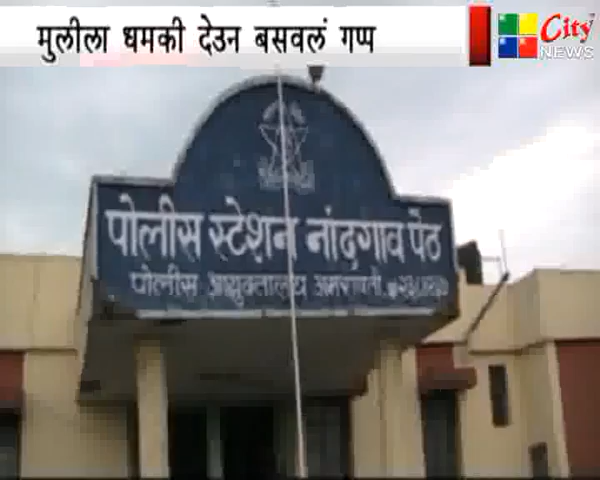 मुलीला धमकी देउन बसवलं गप्प
City
NEWS
पोलीस स्टेशन नांदगाव पेठ
पोलीस आयुक्तालय अमरावती.